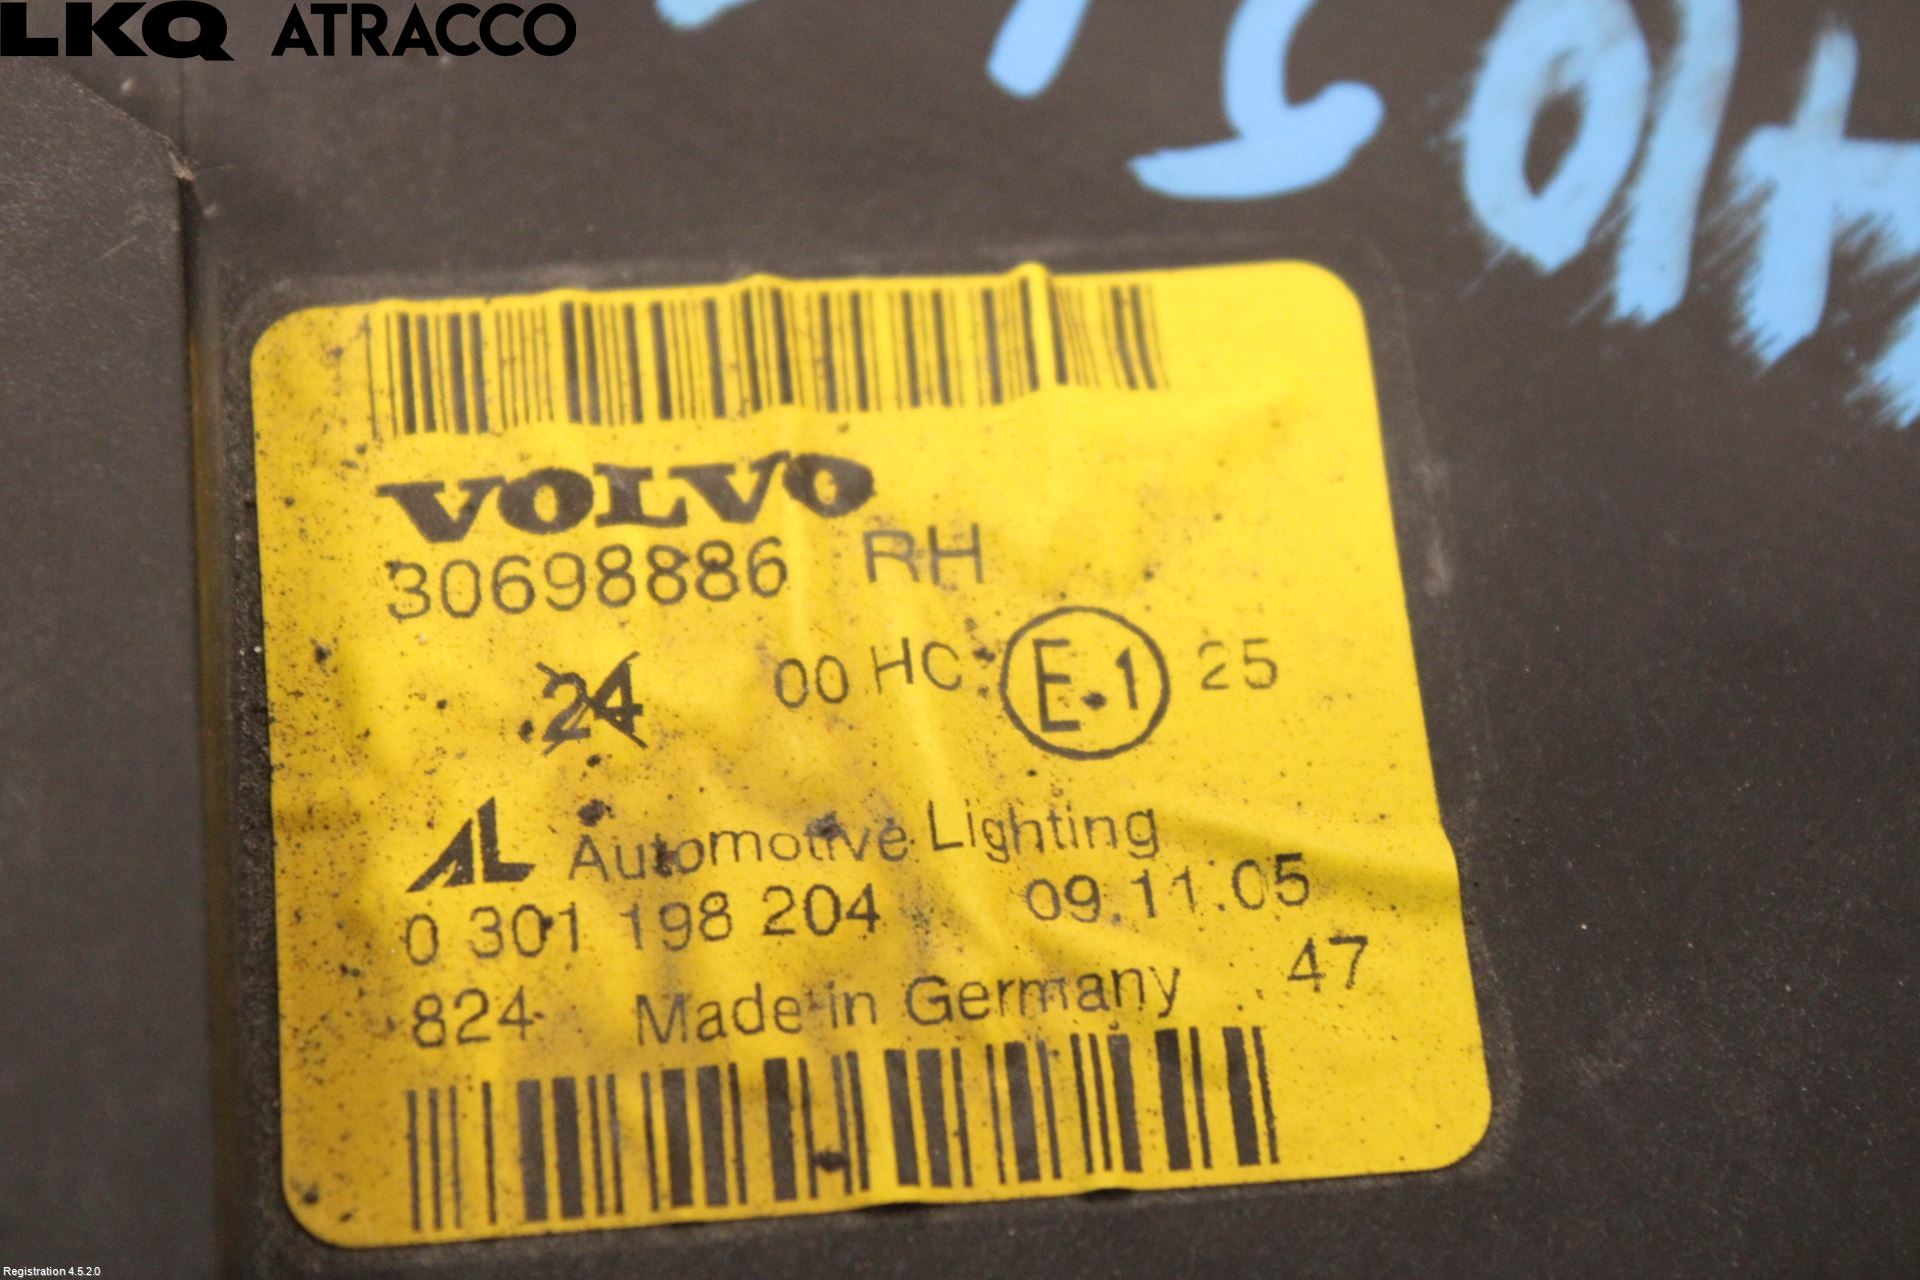 LKQ ATRACCO
VOLVO
30698886 RH
24 00 HC E1 25
AL Automotive Lighting
0 301 198 204 09.11.05
824 Made in Germany 47
Registration 4.5.2.0